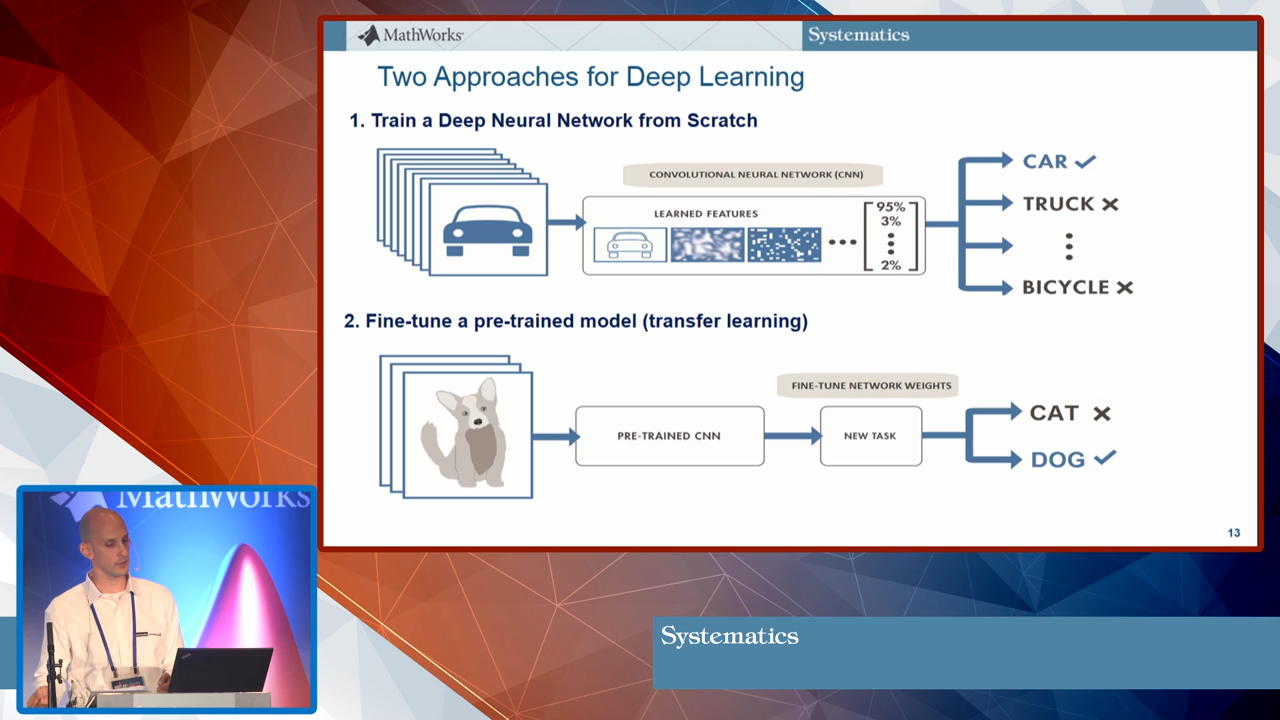 MathWorks®
Systematics
Two Approaches for Deep Learning
1. Train a Deep Neural Network from Scratch
CONVOLUTIONAL NEURAL NETWORK (CNN)
LEARNED FEATURES
95%
3%
2%
CAR
TRUCK
BICYCLE
2. Fine-tune a pre-trained model (transfer learning)
FINE-TUNE NETWORK WEIGHTS
PRE-TRAINED CNN
NEW TASK
CAT
DOG
13
MathWorks
Systematics